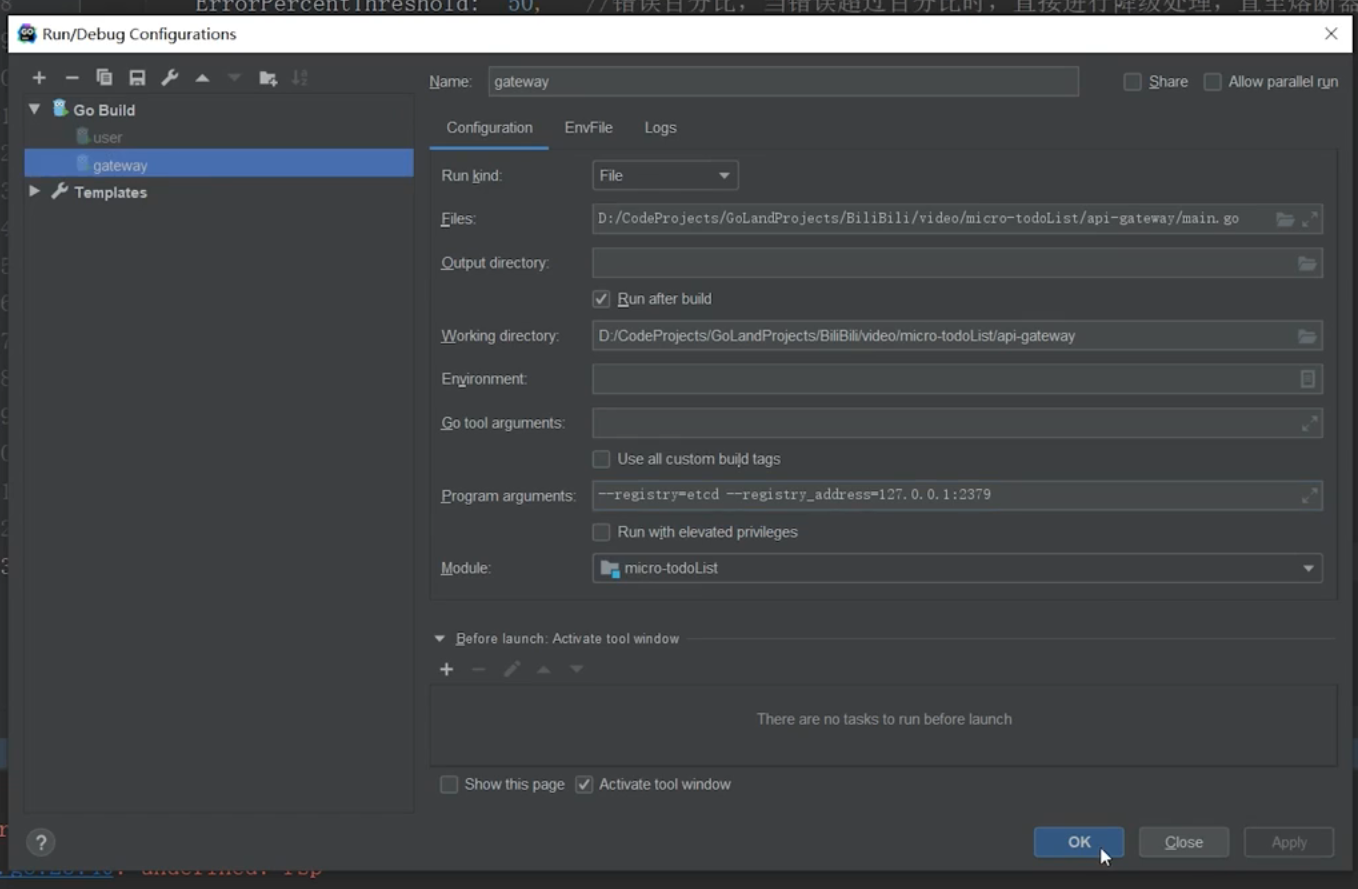 ErrorPercentThreshold: 50, //错误百分比，当错误超过百分比时，直接进行降级处理，直至熔断器
Run/Debug Configurations
Name: gateway Share Allow parallel run
Go Build
user
gateway
Templates
Configuration EnvFile Logs
Run kind: File
Files: D:/CodeProjects/GoLandProjects/BiliBili/video/micro-todoList/api-gateway/main.go
Output directory:
Run after build
Working directory: D:/CodeProjects/GoLandProjects/BiliBili/video/micro-todoList/api-gateway
Environment:
Go tool arguments:
Use all custom build tags
Program arguments: --registry=etcd --registry_address=127.0.0.1:2379
Run with elevated privileges
Module: micro-todoList
Before launch: Activate tool window
There are no tasks to run before launch
Show this page Activate tool window
? OK Close Apply
undefined: rsp